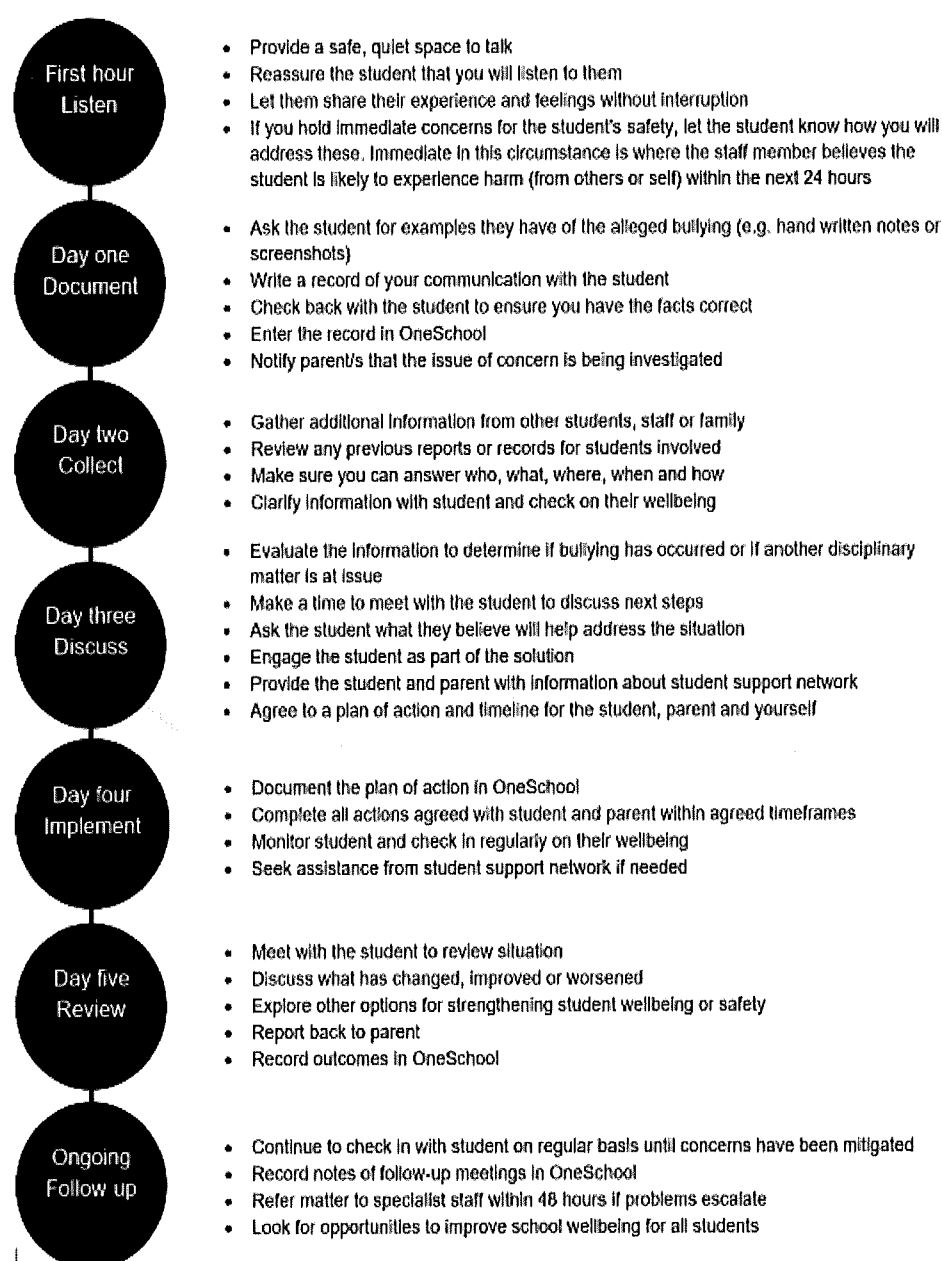 First hour
Listen
• Provide a safe, quiet space to talk
• Reassure the student that you will listen to them
• Let them share their experience and feelings without interruption
• If you hold immediate concerns for the student's safety, let the student know how you will
address these. Immediate in this circumstance is where the staff member believes the
student is likely to experience harm (from others or self) within the next 24 hours
Day one
Document
• Ask the student for examples they have of the alleged bullying (e.g. hand written notes or
screenshots)
• Write a record of your communication with the student
• Check back with the student to ensure you have the facts correct
• Enter the record in OneSchool
• Notify parent/s that the issue of concern is being investigated
Day two
Collect
• Gather additional information from other students, staff or family
• Review any previous reports or records for students involved
• Make sure you can answer who, what, where, when and how
• Clarify information with student and check on their wellbeing
Day three
Discuss
• Evaluate the information to determine if bullying has occurred or if another disciplinary
matter is at issue
• Make a time to meet with the student to discuss next steps
• Ask the student what they believe will help address the situation
• Engage the student as part of the solution
• Provide the student and parent with information about student support network
• Agree to a plan of action and timeline for the student, parent and yourself
Day four
Implement
• Document the plan of action in OneSchool
• Complete all actions agreed with student and parent within agreed timeframes
• Monitor student and check in regularly on their wellbeing
• Seek assistance from student support network if needed
Day five
Review
• Meet with the student to review situation
• Discuss what has changed, improved or worsened
• Explore other options for strengthening student wellbeing or safety
• Report back to parent
• Record outcomes in OneSchool
Ongoing
Follow up
• Continue to check in with student on regular basis until concerns have been mitigated
• Record notes of follow-up meetings in OneSchool
• Refer matter to specialist staff within 48 hours if problems escalate
• Look for opportunities to improve school wellbeing for all students